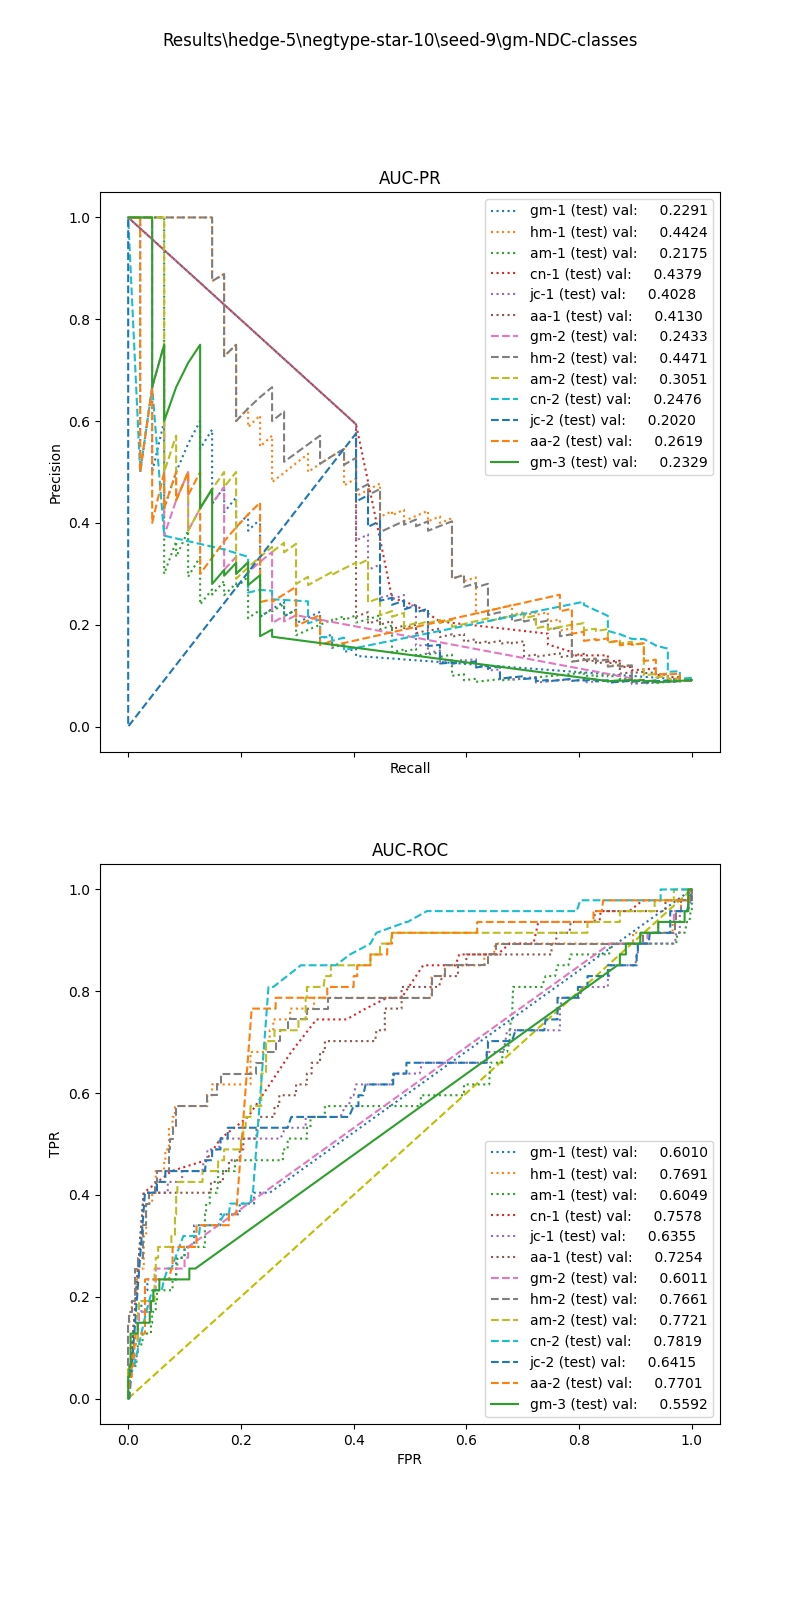 Results\hedge-5\negtype-star-10\seed-9\gm-NDC-classes
AUC-PR
1.0
0.8
0.6
0.4
0.2
0.0
Precision
Recall
gm-1 (test) val: 0.2291
hm-1 (test) val: 0.4424
am-1 (test) val: 0.2175
cn-1 (test) val: 0.4379
jc-1 (test) val: 0.4028
aa-1 (test) val: 0.4130
gm-2 (test) val: 0.2433
hm-2 (test) val: 0.4471
am-2 (test) val: 0.3051
cn-2 (test) val: 0.2476
jc-2 (test) val: 0.2020
aa-2 (test) val: 0.2619
gm-3 (test) val: 0.2329
AUC-ROC
1.0
0.8
0.6
0.4
0.2
0.0
TPR
gm-1 (test) val: 0.6010
hm-1 (test) val: 0.7691
am-1 (test) val: 0.6049
cn-1 (test) val: 0.7578
jc-1 (test) val: 0.6355
aa-1 (test) val: 0.7254
gm-2 (test) val: 0.6011
hm-2 (test) val: 0.7661
am-2 (test) val: 0.7721
cn-2 (test) val: 0.7819
jc-2 (test) val: 0.6415
aa-2 (test) val: 0.7701
gm-3 (test) val: 0.5592
0.0 0.2 0.4 0.6 0.8 1.0
FPR